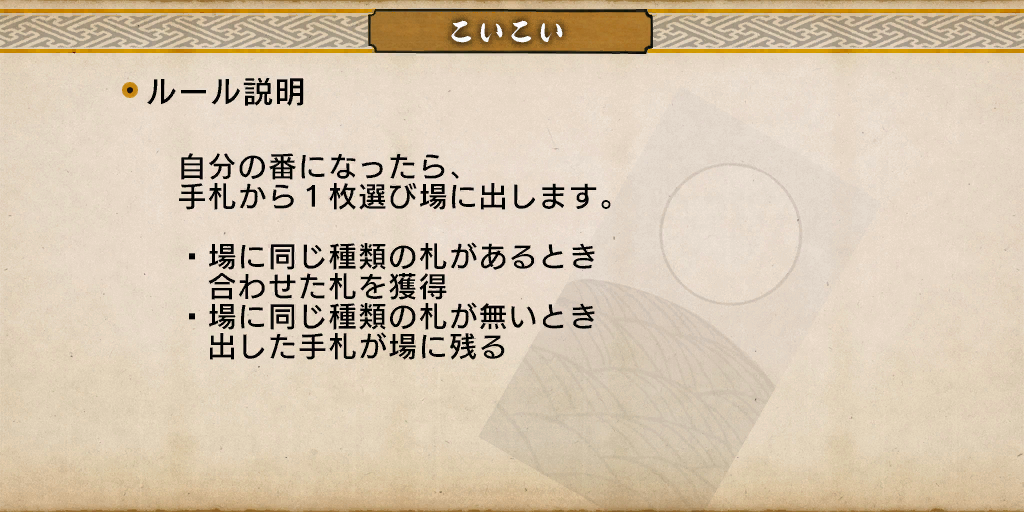 こいこい
ルール説明
自分の番になったら、
手札から１枚選び場に出します。
・場に同じ種類の札があるとき
合わせた札を獲得
・場に同じ種類の札が無いとき
出した手札が場に残る